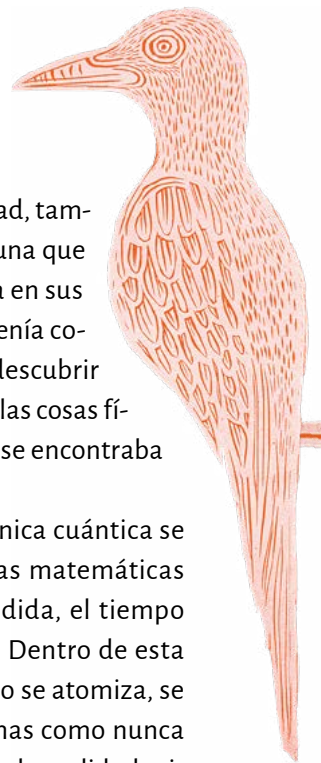 ad, tam-
una que
a en sus
enía co-
descubrir
las cosas fí-
se encontraba
nica cuántica se
as matemáticas
dida, el tiempo
Dentro de esta
o se atomiza, se
nas como nunca